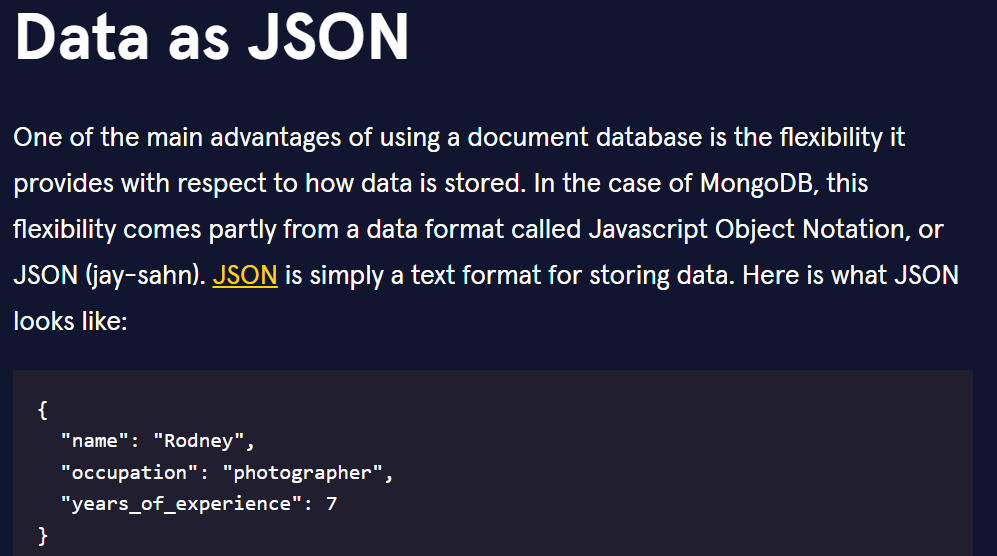 Data as JSON
One of the main advantages of using a document database is the flexibility it
provides with respect to how data is stored. In the case of MongoDB, this
flexibility comes partly from a data format called Javascript Object Notation, or
JSON (jay-sahn). JSON is simply a text format for storing data. Here is what JSON
looks like:
{
  "name": "Rodney",
  "occupation": "photographer",
  "years_of_experience": 7
}